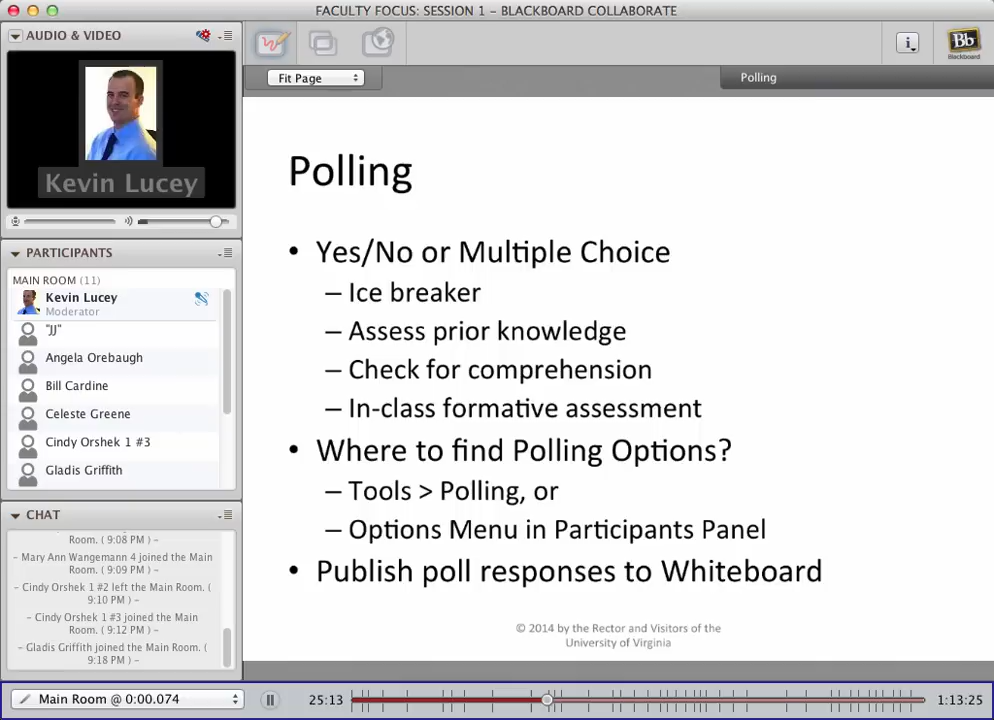 FACULTY FOCUS: SESSION 1 – BLACKBOARD COLLABORATE
AUDIO & VIDEO
Kevin Lucey
PARTICIPANTS
MAIN ROOM (11)
Kevin Lucey
Moderator
"JJ"
Angela Orebaugh
Bill Cardine
Celeste Greene
Cindy Orshek 1 #3
Gladis Griffith
CHAT
Room. ( 9:08 PM ) –
– Mary Ann Wangemann 4 joined the Main
Room. ( 9:09 PM ) –
– Cindy Orshek 1 #2 left the Main Room. (
9:10 PM ) –
– Cindy Orshek 1 #3 joined the Main
Room. ( 9:12 PM ) –
– Gladis Griffith joined the Main Room. (
9:18 PM ) –
Fit Page
Polling
i
Bb
Blackboard
Polling
• Yes/No or Multiple Choice
– Ice breaker
– Assess prior knowledge
– Check for comprehension
– In-class formative assessment
• Where to find Polling Options?
– Tools > Polling, or
– Options Menu in Participants Panel
• Publish poll responses to Whiteboard
© 2014 by the Rector and Visitors of the
University of Virginia
Main Room @ 0:00.074
25:13
1:13:25